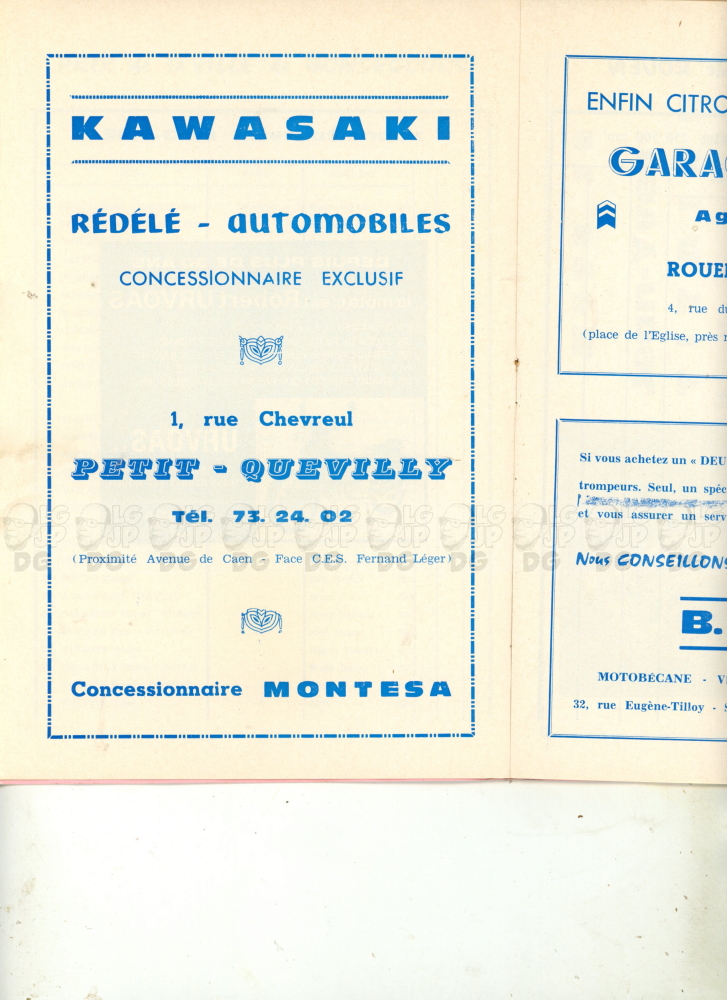 KAWASAKI
RÉDÉLÉ - AUTOMOBILES
CONCESSIONNAIRE EXCLUSIF
1, rue Chevreul
PETIT - QUEVILLY
Tél. 73. 24. 02
(Proximité Avenue de Caen - Face C.E.S. Fernand Léger)
Concessionnaire MONTESA
ENFIN CITRO
GARA
Ag
ROUE
4, rue du
(place de l'Eglise, près
Si vous achetez un « DEU
trompeurs. Seul, un spéc
et vous assurer un serv
Nous CONSEILLONS
B.
MOTOBÉCANE - V
32, rue Eugène-Tilloy - S